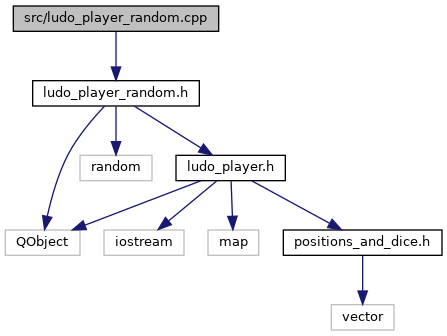 src/ludo_player_random.cpp
ludo_player_random.h
random
ludo_player.h
QObject
iostream
map
positions_and_dice.h
vector